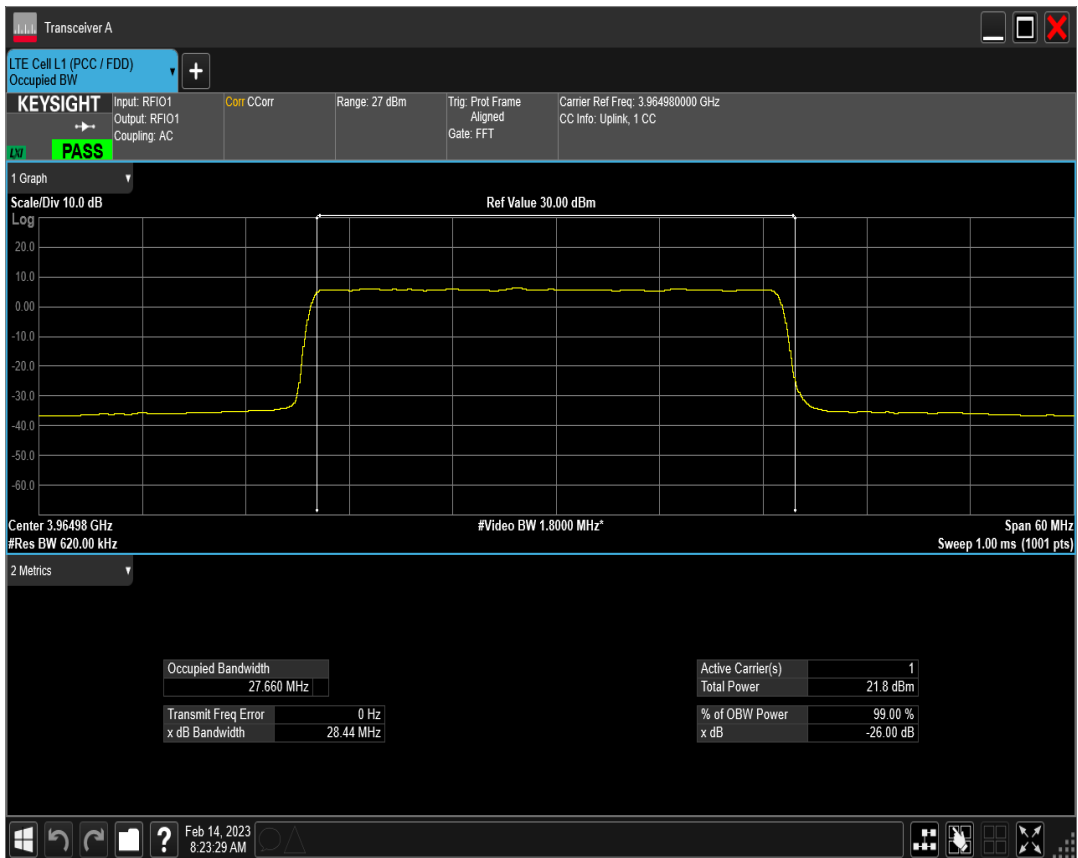 Transceiver A
LTE Cell L1 (PCC / FDD)
Occupied BW
KEYSIGHT
LXI
PASS
Input: RFIO1
Output: RFIO1
Coupling: AC
Corr CCorr
Range: 27 dBm
Trig: Prot Frame
Aligned
Gate: FFT
Carrier Ref Freq: 3.964980000 GHz
CC Info: Uplink, 1 CC
1 Graph
Scale/Div 10.0 dB
Ref Value 30.00 dBm
Log
20.0
10.0
0.00
-10.0
-20.0
-30.0
-40.0
-50.0
-60.0
Center 3.96498 GHz
#Video BW 1.8000 MHz*
Span 60 MHz
#Res BW 620.00 kHz
Sweep 1.00 ms (1001 pts)
2 Metrics
Occupied Bandwidth
27.660 MHz
Transmit Freq Error 0 Hz
x dB Bandwidth 28.44 MHz
Active Carrier(s) 1
Total Power 21.8 dBm
% of OBW Power 99.00 %
x dB -26.00 dB
?
Feb 14, 2023
8:23:29 AM